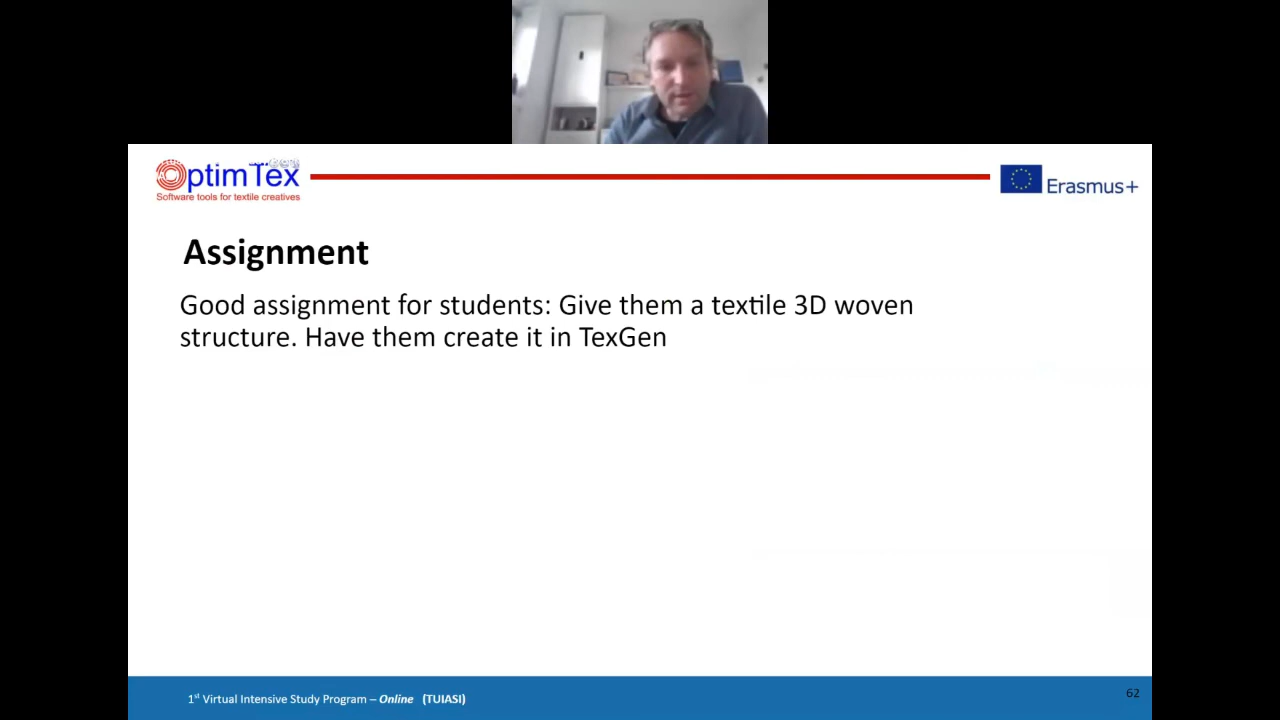 OptimTex
Software tools for textile creatives
Erasmus+
Assignment
Good assignment for students: Give them a textile 3D woven
structure. Have them create it in TexGen
1st Virtual Intensive Study Program – Online (TUIASI)
62